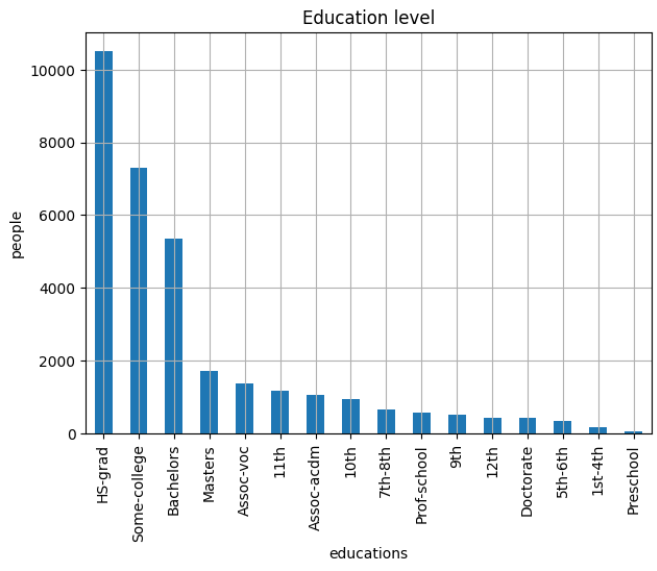 Education level
people
10000
8000
6000
4000
2000
0
HS-grad
Some-college
Bachelors
Masters
Assoc-voc
11th
Assoc-acdm
10th
7th-8th
Prof-school
9th
12th
Doctorate
5th-6th
1st-4th
Preschool
educations